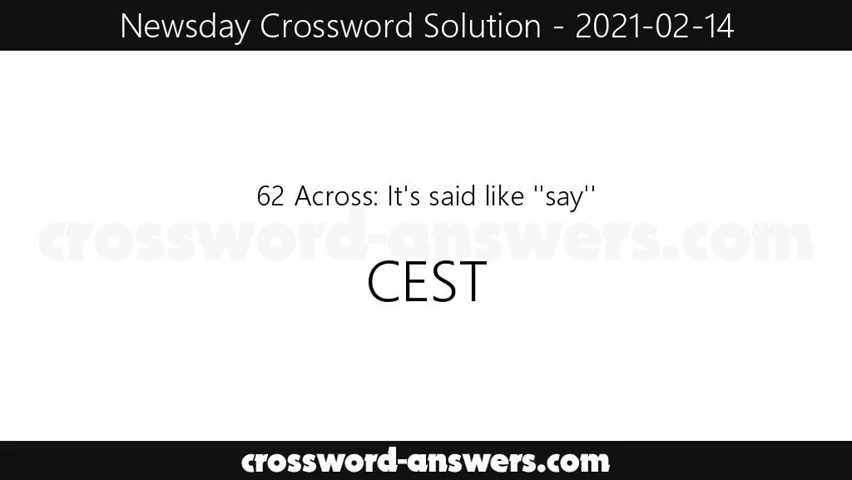 Newsday Crossword Solution - 2021-02-14
62 Across: It's said like ''say''
crossword-answers.com
CEST
crossword-answers.com